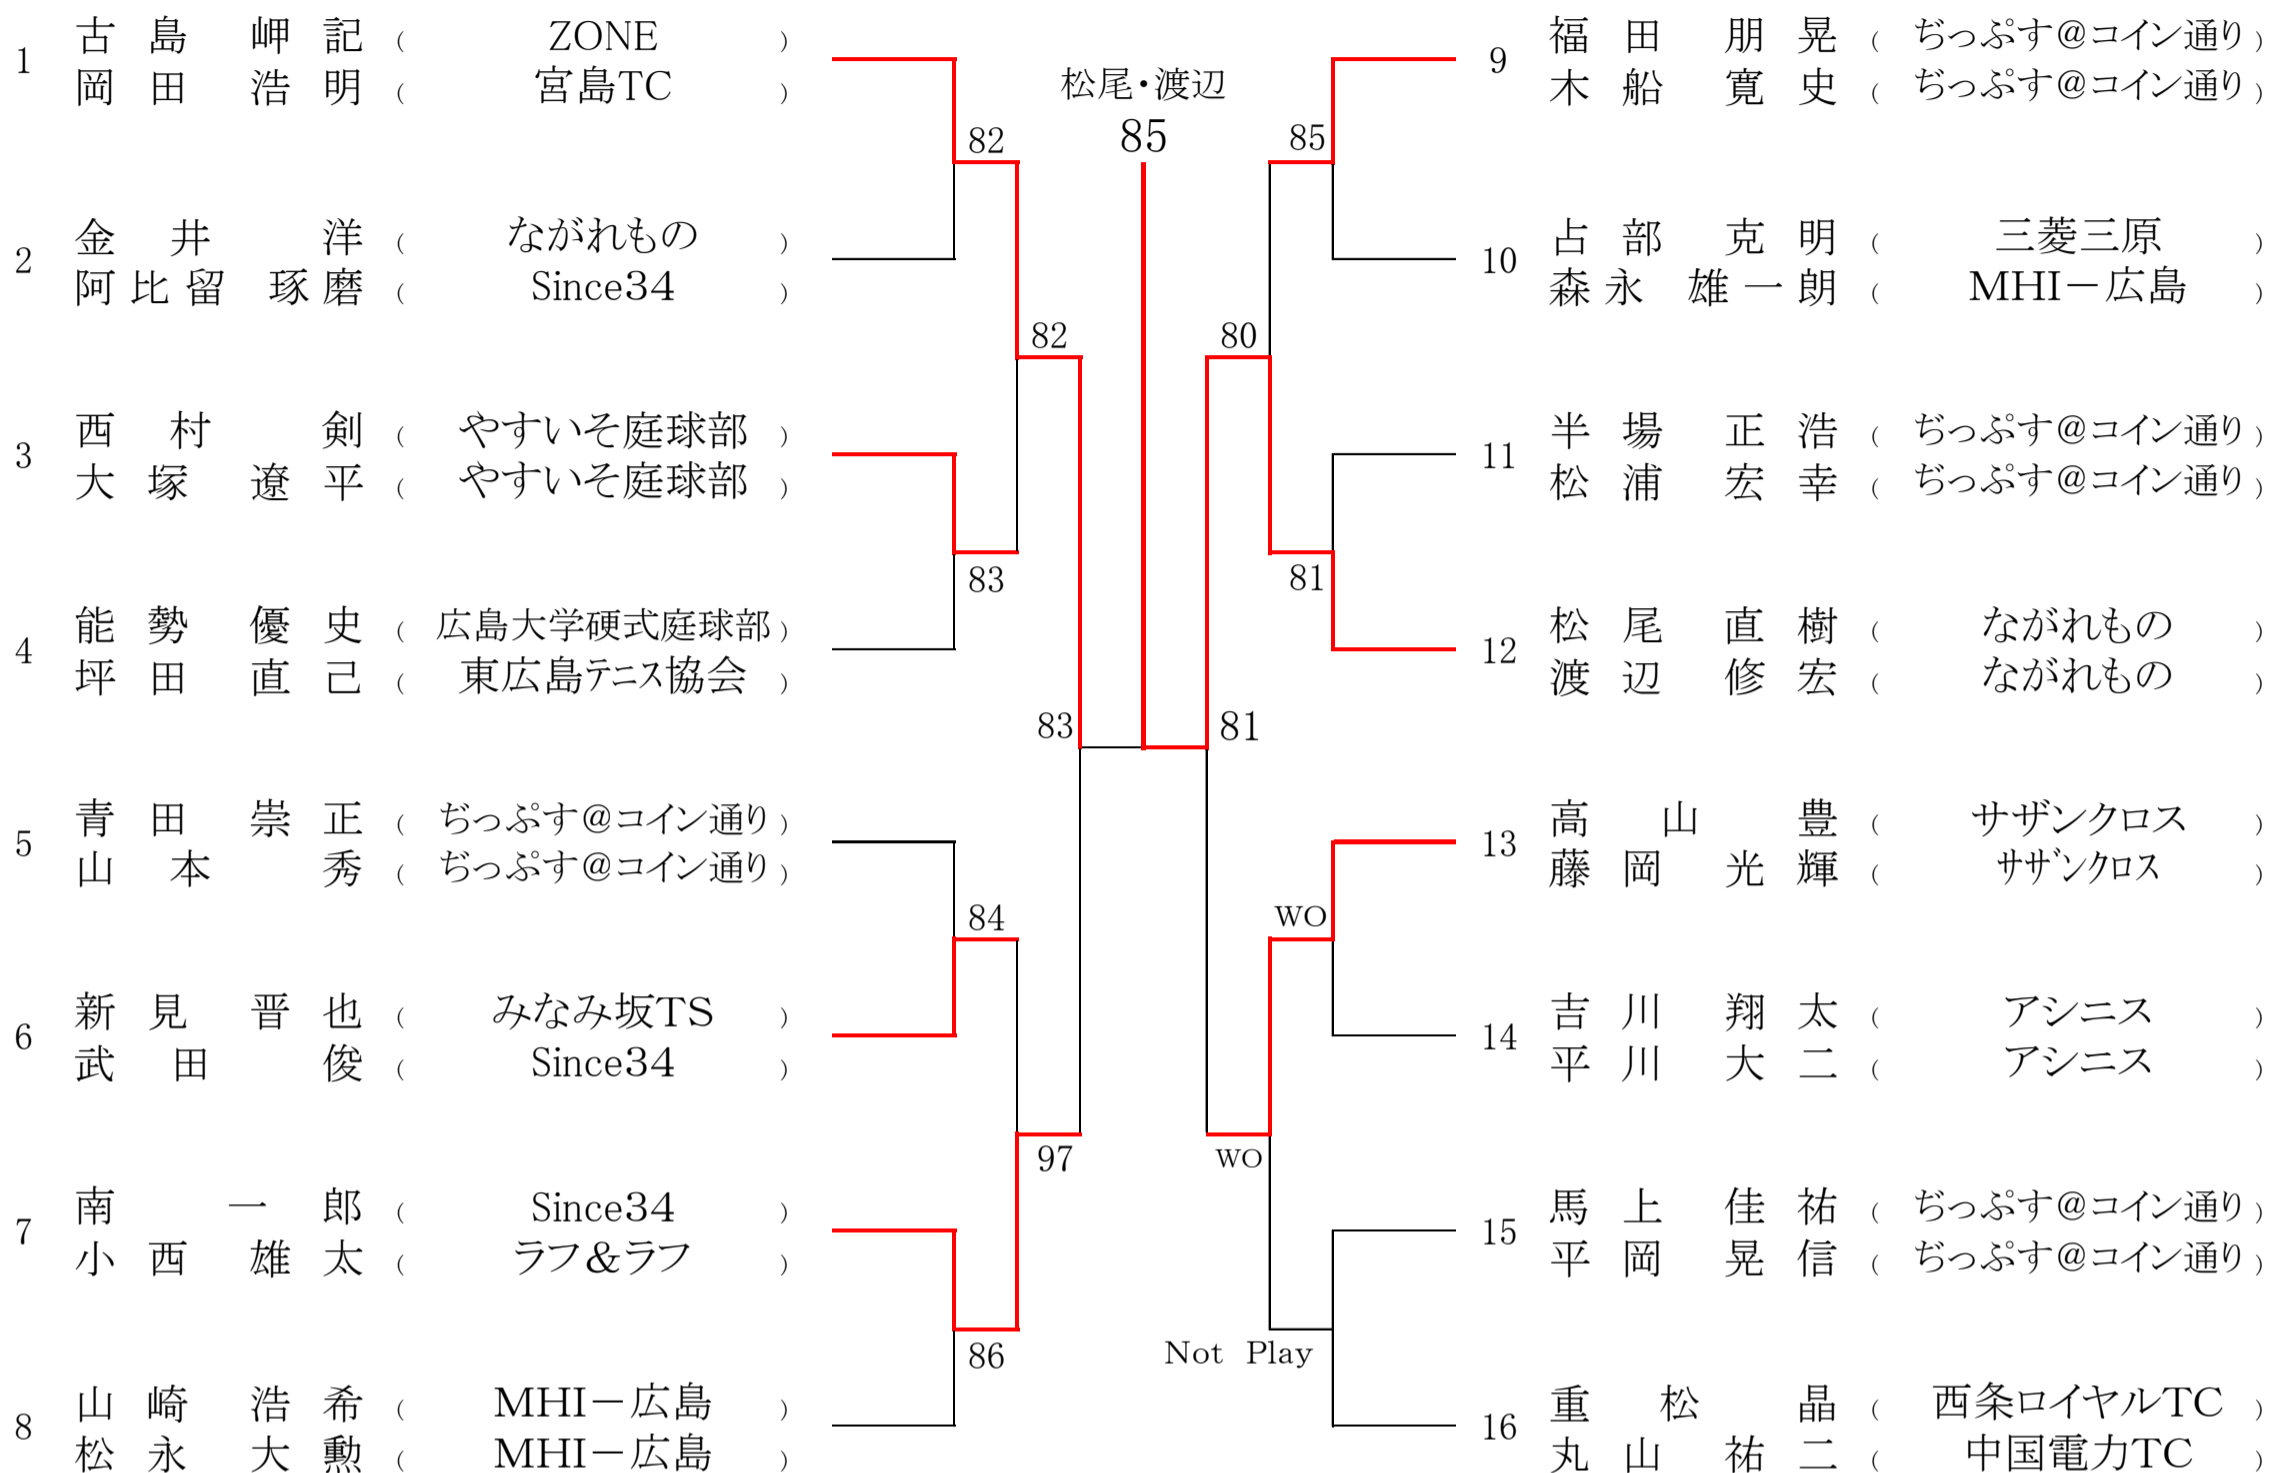 1
古島 岬記 ( ZONE )
岡田 浩明 ( 宮島TC )
2
金井 洋 ( ながれもの )
阿比留 琢磨 ( Since34 )
3
西村 剣 ( やすいそ庭球部 )
大塚 遼平 ( やすいそ庭球部 )
4
能勢 優史 ( 広島大学硬式庭球部 )
坪田 直己 ( 東広島テニス協会 )
5
青田 崇正 ( ぢっぷす@コイン通り )
山本 秀 ( ぢっぷす@コイン通り )
6
新見 晋也 ( みなみ坂TS )
武田 俊 ( Since34 )
7
南 一郎 ( Since34 )
小西 雄太 ( ラフ&ラフ )
8
山崎 浩希 ( MHI－広島 )
松永 大勲 ( MHI－広島 )
82
83
84
86
82
97
83
松尾・渡辺
85
81
80
WO
85
81
WO
Not Play
9
福田 朋晃 ( ぢっぷす@コイン通り )
木船 寛史 ( ぢっぷす@コイン通り )
10
占部 克明 ( 三菱三原 )
森永 雄一朗 ( MHI－広島 )
11
半場 正浩 ( ぢっぷす@コイン通り )
松浦 宏幸 ( ぢっぷす@コイン通り )
12
松尾 直樹 ( ながれもの )
渡辺 修宏 ( ながれもの )
13
高山 豊 ( サザンクロス )
藤岡 光輝 ( サザンクロス )
14
吉川 翔太 ( アシニス )
平川 大二 ( アシニス )
15
馬上 佳祐 ( ぢっぷす@コイン通り )
平岡 晃信 ( ぢっぷす@コイン通り )
16
重松 晶 ( 西条ロイヤルTC )
丸山 祐二 ( 中国電力TC )